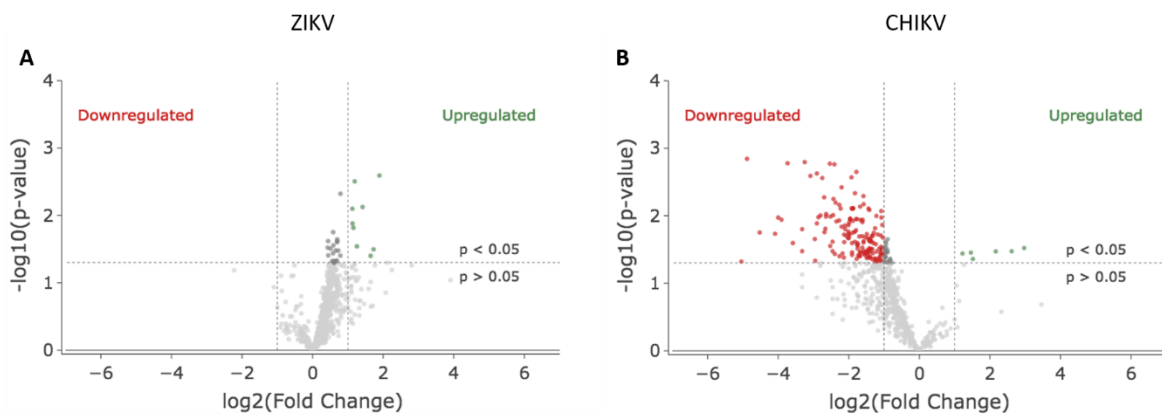 ZIKV
A
4
3
2
1
0
-log10(p-value)
Downregulated
Upregulated
p < 0.05
p > 0.05
−6 −4 −2 0 2 4 6
log2(Fold Change)
CHIKV
B
4
3
2
1
0
-log10(p-value)
Downregulated
Upregulated
p < 0.05
p > 0.05
−6 −4 −2 0 2 4 6
log2(Fold Change)